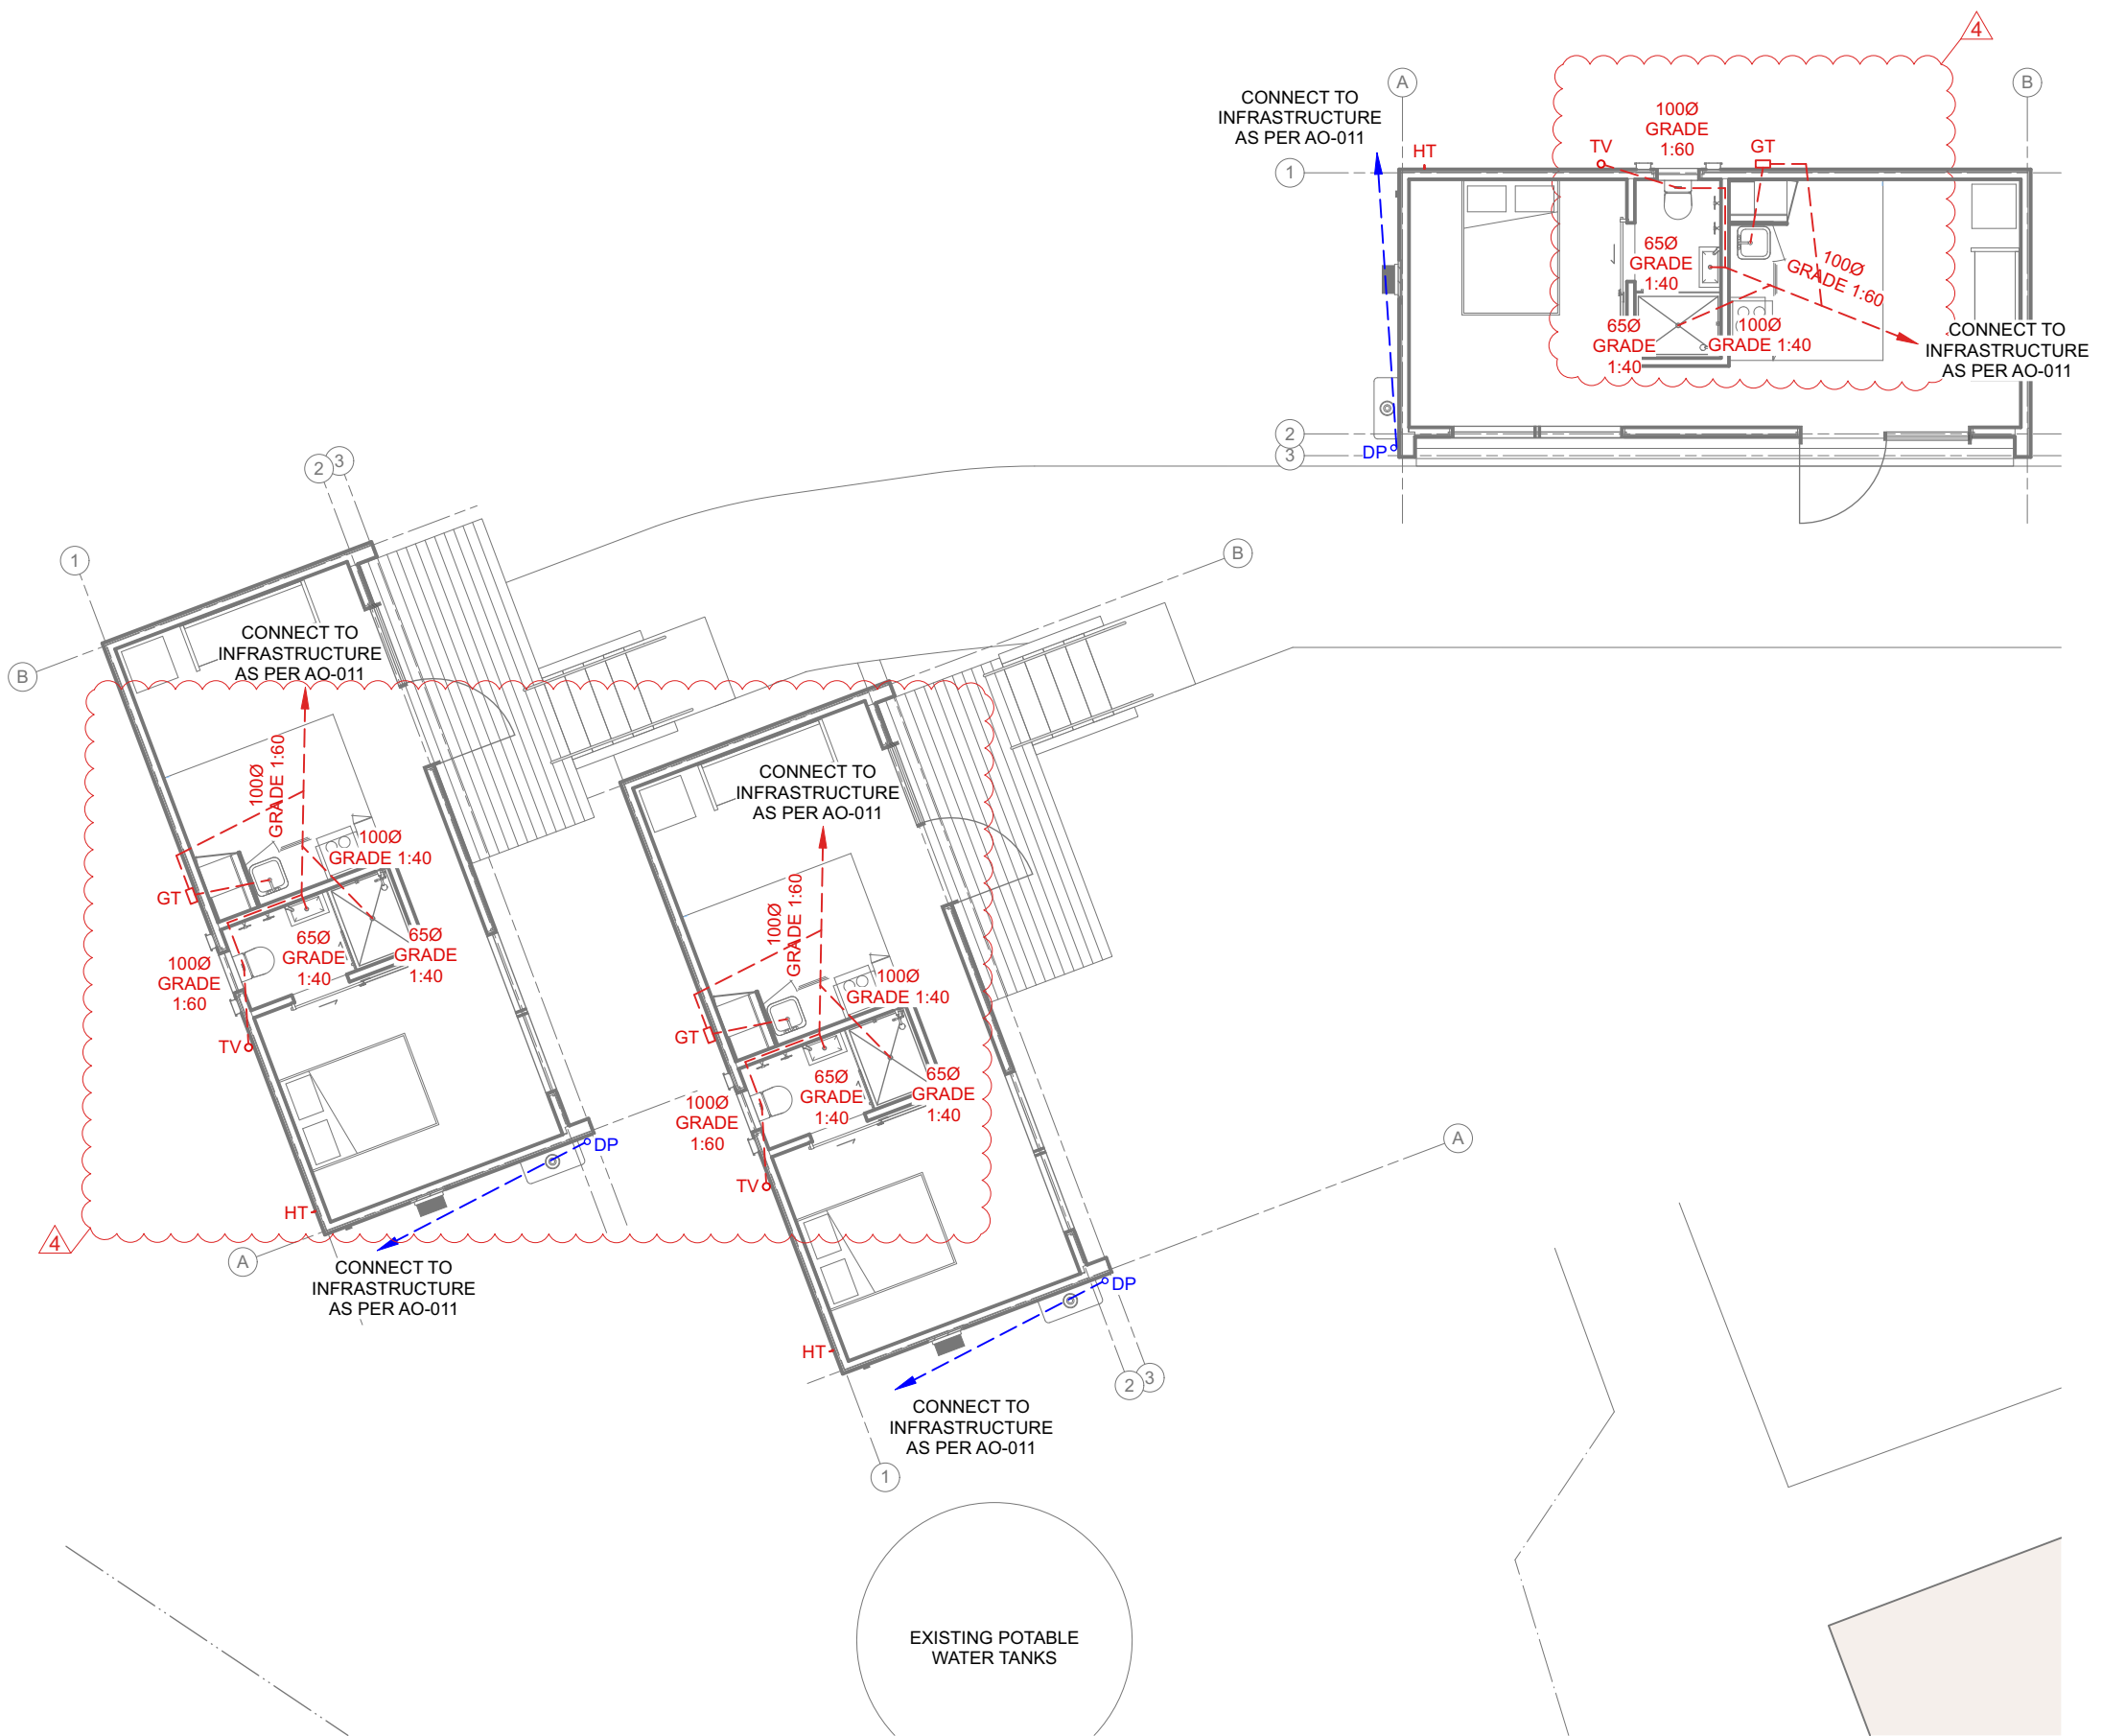 4
A
B
CONNECT TO
INFRASTRUCTURE
AS PER AO-011
100Ø
GRADE
1:60
HT
TV
GT
1
65Ø
GRADE
1:40
100Ø
GRADE 1:60
65Ø
GRADE
1:40
100Ø
GRADE 1:40
CONNECT TO
INFRASTRUCTURE
AS PER AO-011
2
3
DP
2
3
1
B
B
CONNECT TO
INFRASTRUCTURE
AS PER AO-011
100Ø
GRADE 1:60
100Ø
GRADE 1:40
GT
65Ø
GRADE
1:40
65Ø
GRADE
1:40
100Ø
GRADE
1:60
TV
HT
DP
4
A
CONNECT TO
INFRASTRUCTURE
AS PER AO-011
CONNECT TO
INFRASTRUCTURE
AS PER AO-011
100Ø
GRADE 1:60
100Ø
GRADE 1:40
GT
65Ø
GRADE
1:40
65Ø
GRADE
1:40
100Ø
GRADE
1:60
TV
A
DP
HT
2
3
CONNECT TO
INFRASTRUCTURE
AS PER AO-011
1
EXISTING POTABLE
WATER TANKS